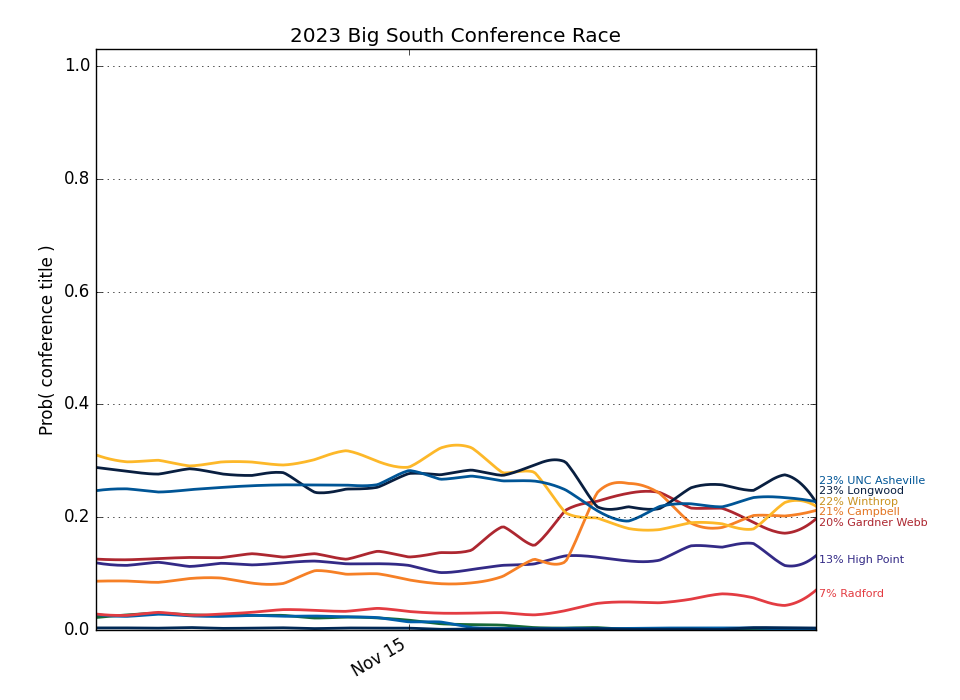 2023 Big South Conference Race
1.0
0.8
0.6
0.4
0.2
0.0
Prob( conference title )
Nov 15
23% UNC Asheville
23% Longwood
22% Winthrop
21% Campbell
20% Gardner Webb
13% High Point
7% Radford